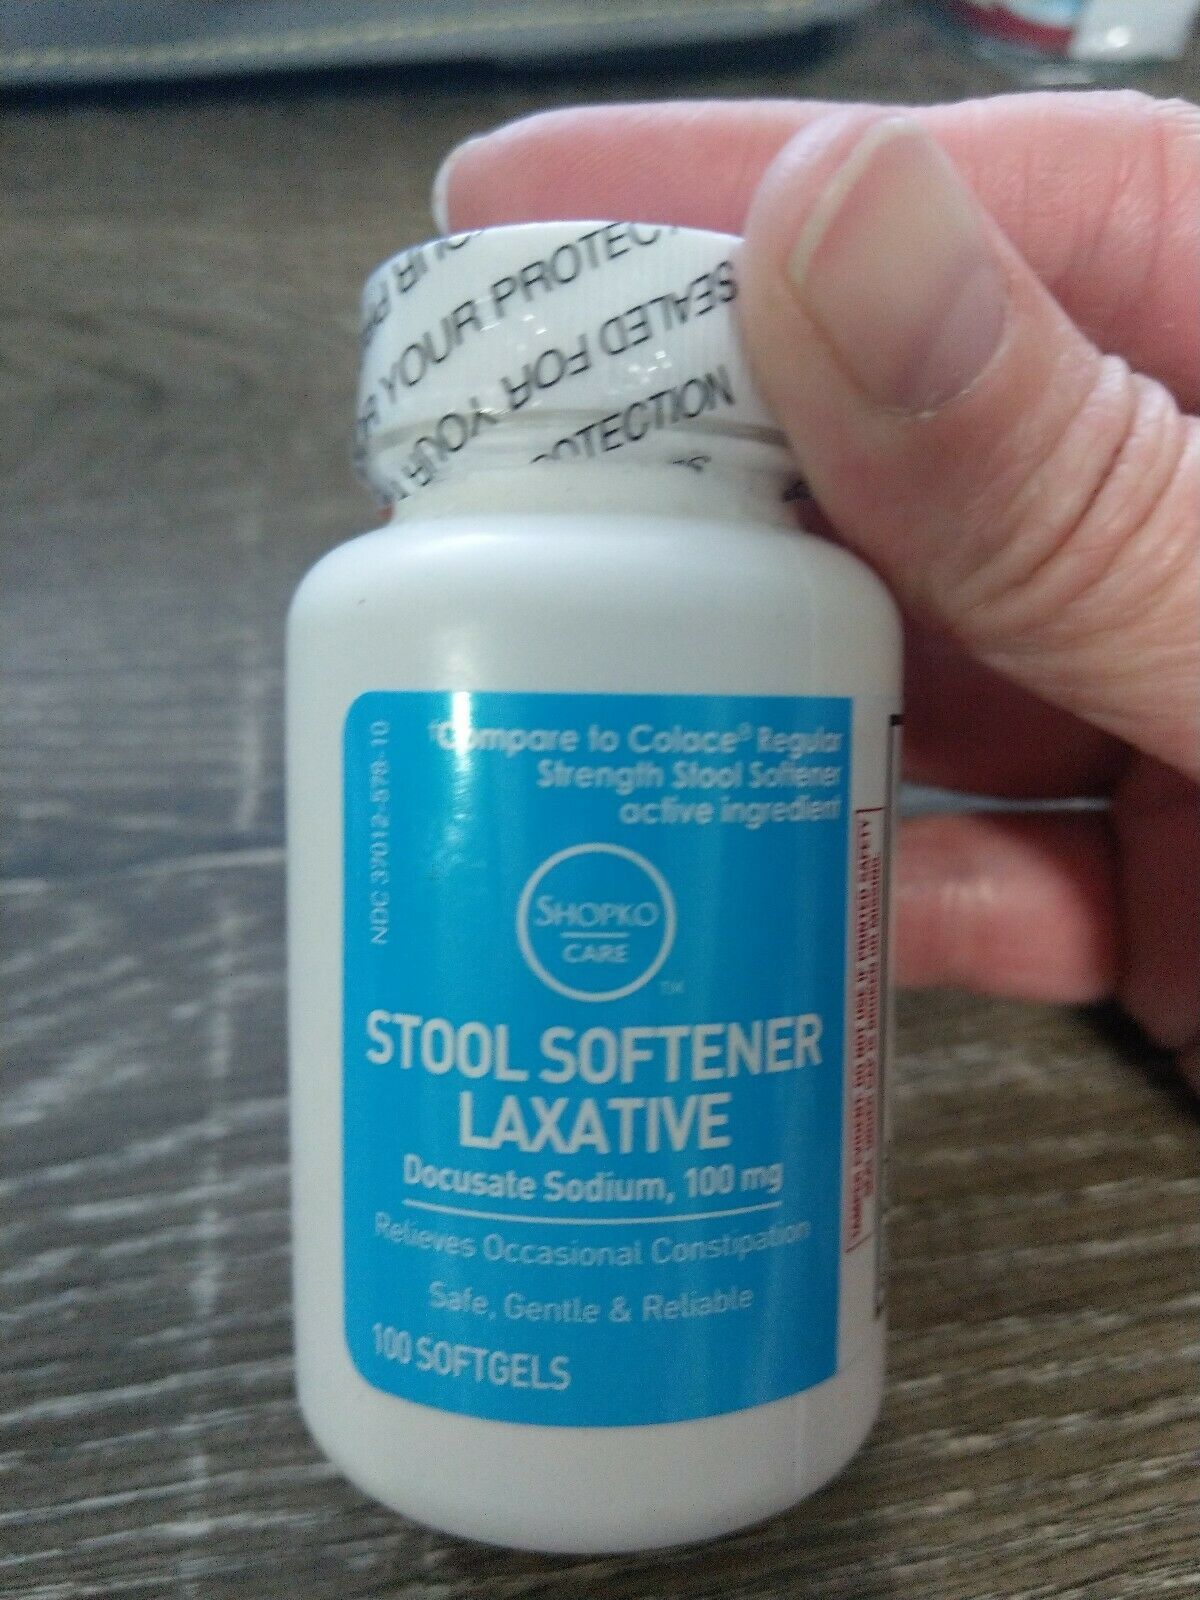 YOUR PROTECT
SEALED FOR YOUR
PROTECTION
*Compare to Colace® Regular
Strength Stool Softener
active ingredient
NDC 37012-578-10
SHOPKO
CARE
TM
STOOL SOFTENER
LAXATIVE
Docusate Sodium, 100 mg
Relieves Occasional Constipation
Safe, Gentle & Reliable
100 SOFTGELS